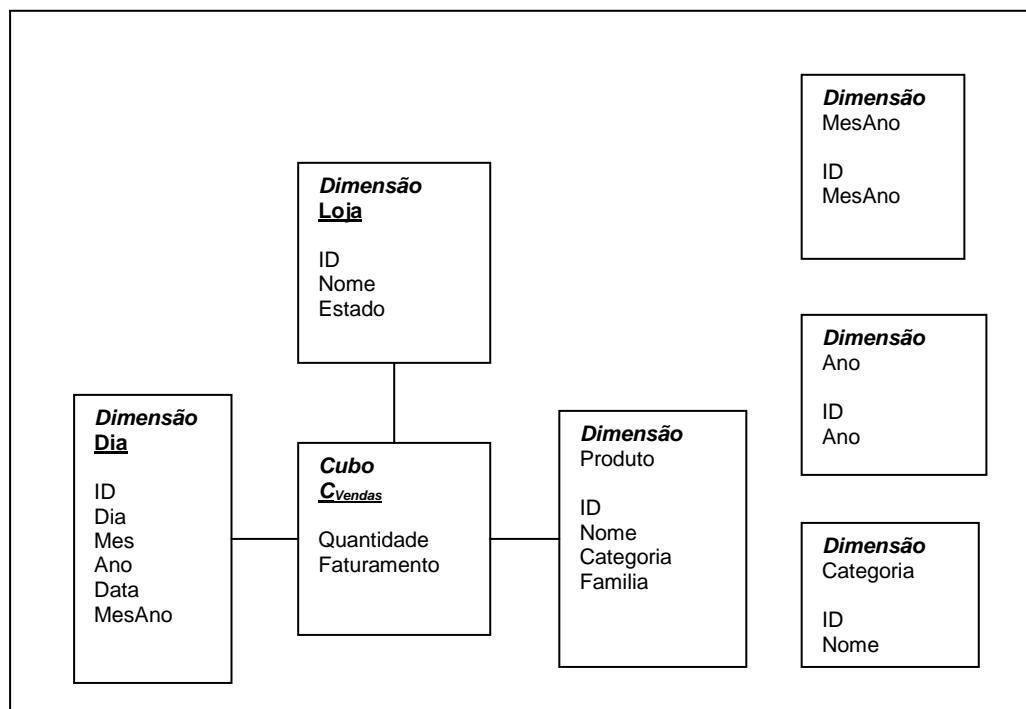 Dimensão
MesAno
ID
MesAno
Dimensão
Loja
ID
Nome
Estado
Dimensão
Ano
ID
Ano
Dimensão
Dia
ID
Dia
Mes
Ano
Data
MesAno
Cubo
CVendas
Quantidade
Faturamento
Dimensão
Produto
ID
Nome
Categoria
Familia
Dimensão
Categoria
ID
Nome